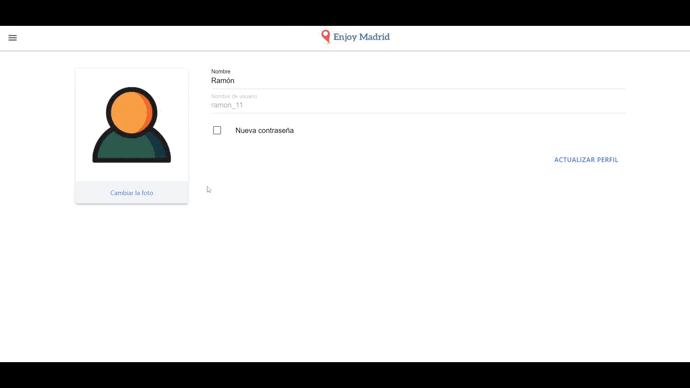 Enjoy Madrid
Nombre
Ramón
Nombre de usuario
ramon_11
Nueva contraseña
ACTUALIZAR PERFIL
Cambiar la foto